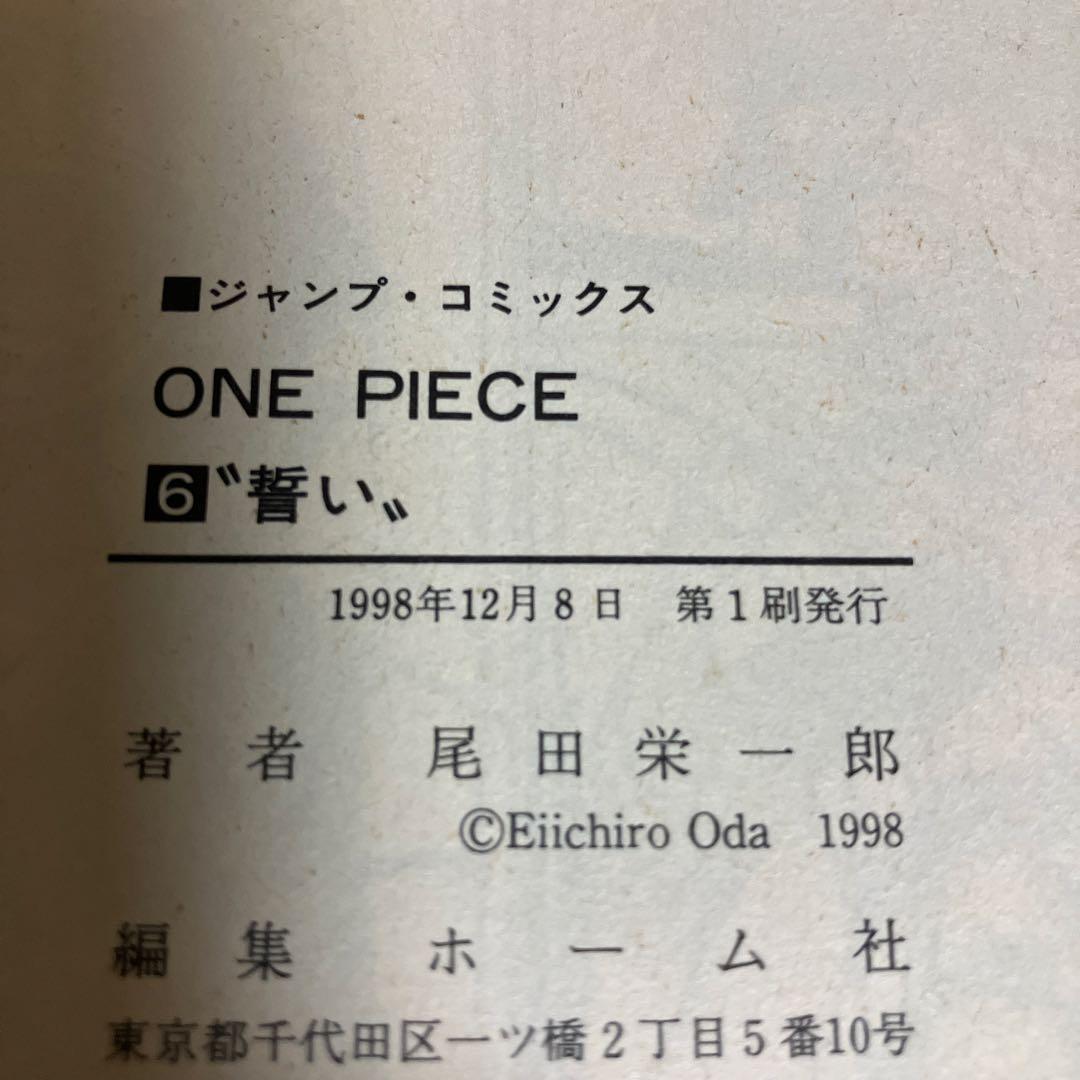 ■ジャンプ・コミックス
ONE PIECE
6〝誓い〟
1998年12月8日 第1刷発行
著者 尾田栄一郎
©Eiichiro Oda 1998
編集 ホーム社
東京都千代田区一ツ橋2丁目5番10号